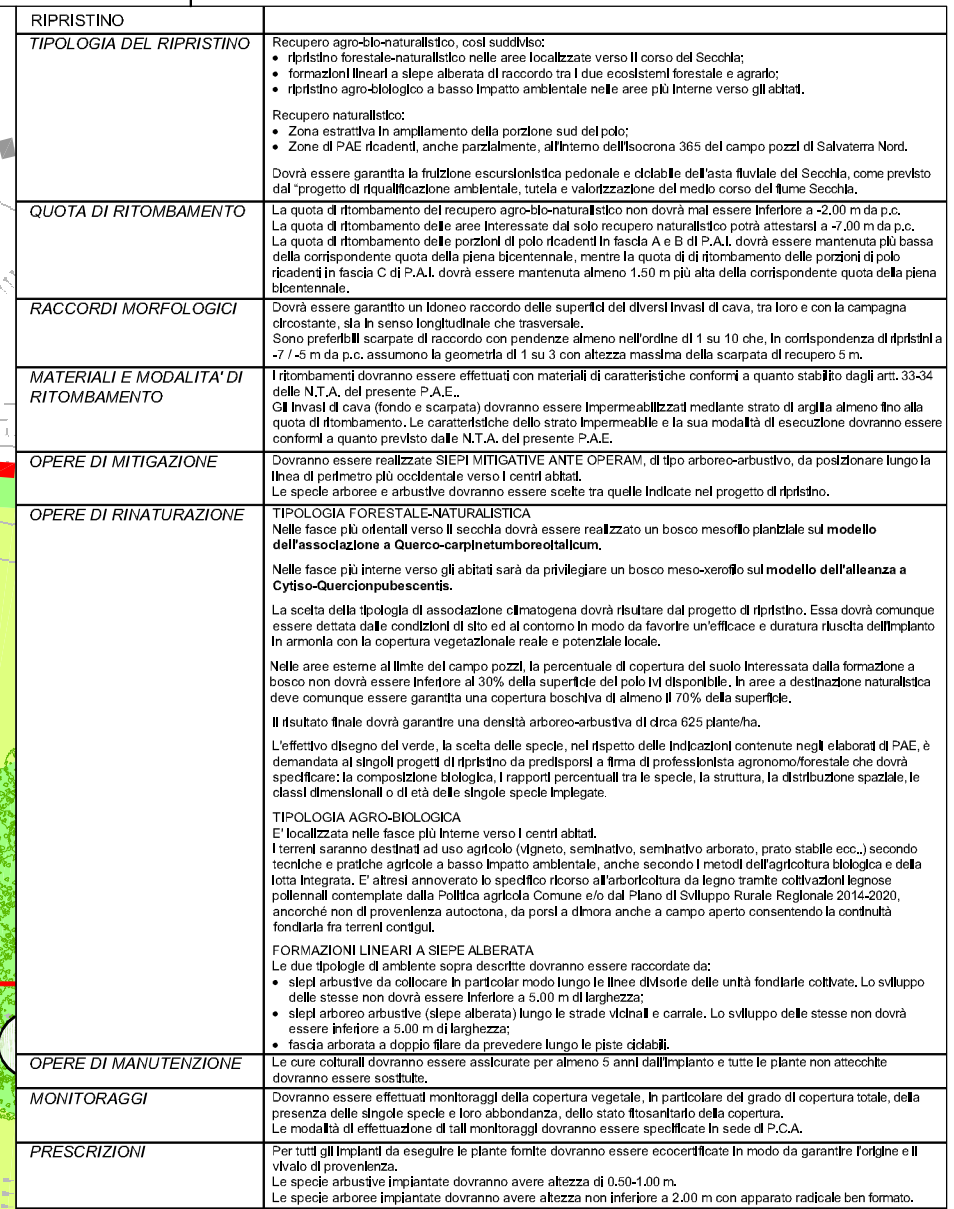 RIPRISTINO
TIPOLOGIA DEL RIPRISTINO
Recupero agro-bio-naturalistico, così suddiviso:
• ripristino forestale-naturalistico nelle aree localizzate verso il corso del Secchia;
• formazioni lineari a siepe alberata di raccordo tra i due ecosistemi forestale e agrario;
• ripristino agro-biologico a basso impatto ambientale nelle aree più interne verso gli abitati.
Recupero naturalistico:
• Zona estrattiva in ampliamento della porzione sud del polo;
• Zone di PAE ricadenti, anche parzialmente, all'interno dell'isocrona 365 del campo pozzi di Salvaterra Nord.
Dovrà essere garantita la fruizione escursionistica pedonale e ciclabile dell'asta fluviale del Secchia, come previsto
dal "progetto di riqualificazione ambientale, tutela e valorizzazione del medio corso del fiume Secchia.
QUOTA DI RITOMBAMENTO
La quota di ritombamento del recupero agro-bio-naturalistico non dovrà mai essere inferiore a -2.00 m da p.c.
La quota di ritombamento delle aree interessate dal solo recupero naturalistico potrà attestarsi a -7.00 m da p.c.
La quota di ritombamento delle porzioni di polo ricadenti in fascia A e B di P.A.I. dovrà essere mantenuta più bassa
della corrispondente quota della piena bicentennale, mentre la quota di di ritombamento delle porzioni di polo
ricadenti in fascia C di P.A.I. dovrà essere mantenuta almeno 1.50 m più alta della corrispondente quota della piena
bicentennale.
RACCORDI MORFOLOGICI
Dovrà essere garantito un idoneo raccordo delle superfici dei diversi invasi di cava, tra loro e con la campagna
circostante, sia in senso longitudinale che trasversale.
Sono preferibili scarpate di raccordo con pendenze almeno nell'ordine di 1 su 10 che, in corrispondenza di ripristini a
-7 / -5 m da p.c. assumono la geometria di 1 su 3 con altezza massima della scarpata di recupero 5 m.
MATERIALI E MODALITA' DI
RITOMBAMENTO
I ritombamenti dovranno essere effettuati con materiali di caratteristiche conformi a quanto stabilito dagli artt. 33-34
delle N.T.A. del presente P.A.E..
Gli invasi di cava (fondo e scarpata) dovranno essere impermeabilizzati mediante strato di argilla almeno fino alla
quota di ritombamento. Le caratteristiche dello strato impermeabile e la sua modalità di esecuzione dovranno essere
conformi a quanto previsto dalle N.T.A. del presente P.A.E.
OPERE DI MITIGAZIONE
Dovranno essere realizzate SIEPI MITIGATIVE ANTE OPERAM, di tipo arboreo-arbustivo, da posizionare lungo la
linea di perimetro più occidentale verso i centri abitati.
Le specie arboree e arbustive dovranno essere scelte tra quelle indicate nel progetto di ripristino.
OPERE DI RINATURAZIONE
TIPOLOGIA FORESTALE-NATURALISTICA
Nelle fasce più orientali verso il secchia dovrà essere realizzato un bosco mesofilo planiziale sul modello
dell'associazione a Querco-carpinetumboreoitalicum.
Nelle fasce più interne verso gli abitati sarà da privilegiare un bosco meso-xerofilo sul modello dell'alleanza a
Cytiso-Quercionpubescentis.
La scelta della tipologia di associazione climatogena dovrà risultare dal progetto di ripristino. Essa dovrà comunque
essere dettata dalle condizioni di sito ed al contorno in modo da favorire un'efficace e duratura riuscita dell'impianto
in armonia con la copertura vegetazionale reale e potenziale locale.
Nelle aree esterne al limite del campo pozzi, la percentuale di copertura del suolo interessata dalla formazione a
bosco non dovrà essere inferiore al 30% della superficie del polo ivi disponibile. In aree a destinazione naturalistica
deve comunque essere garantita una copertura boschiva di almeno il 70% della superficie.
Il risultato finale dovrà garantire una densità arboreo-arbustiva di circa 625 piante/ha.
L'effettivo disegno del verde, la scelta delle specie, nel rispetto delle indicazioni contenute negli elaborati di PAE, è
demandata ai singoli progetti di ripristino da predisporsi a firma di professionista agronomo/forestale che dovrà
specificare: la composizione biologica, i rapporti percentuali tra le specie, la struttura, la distribuzione spaziale, le
classi dimensionali o di età delle singole specie impiegate.
TIPOLOGIA AGRO-BIOLOGICA
E' localizzata nelle fasce più interne verso i centri abitati.
I terreni saranno destinati ad uso agricolo (vigneto, seminativo, seminativo arborato, prato stabile ecc..) secondo
tecniche e pratiche agricole a basso impatto ambientale, anche secondo i metodi dell'agricoltura biologica e della
lotta integrata. E' altresì annoverato lo specifico ricorso all'arboricoltura da legno tramite coltivazioni legnose
poliennali contemplate dalla Politica agricola Comune e/o dal Piano di Sviluppo Rurale Regionale 2014-2020,
ancorché non di provenienza autoctona, da porsi a dimora anche a campo aperto consentendo la continuità
fondiaria fra terreni contigui.
FORMAZIONI LINEARI A SIEPE ALBERATA
Le due tipologie di ambiente sopra descritte dovranno essere raccordate da:
• siepi arbustive da collocare in particolar modo lungo le linee divisorie delle unità fondiarie coltivate. Lo sviluppo
delle stesse non dovrà essere inferiore a 5.00 m di larghezza;
• siepi arboreo arbustive (siepe alberata) lungo le strade vicinali e carrale. Lo sviluppo delle stesse non dovrà
essere inferiore a 5.00 m di larghezza;
• fascia arborata a doppio filare da prevedere lungo le piste ciclabili.
OPERE DI MANUTENZIONE
Le cure colturali dovranno essere assicurate per almeno 5 anni dall'impianto e tutte le piante non attecchite
dovranno essere sostituite.
MONITORAGGI
Dovranno essere effettuati monitoraggi della copertura vegetale, in particolare del grado di copertura totale, della
presenza delle singole specie e loro abbondanza, dello stato fitosanitario della copertura.
Le modalità di effettuazione di tali monitoraggi dovranno essere specificate in sede di P.C.A.
PRESCRIZIONI
Per tutti gli impianti da eseguire le piante fornite dovranno essere ecocertificate in modo da garantire l'origine e il
vivaio di provenienza.
Le specie arbustive impiantate dovranno avere altezza di 0.50-1.00 m.
Le specie arboree impiantate dovranno avere altezza non inferiore a 2.00 m con apparato radicale ben formato.